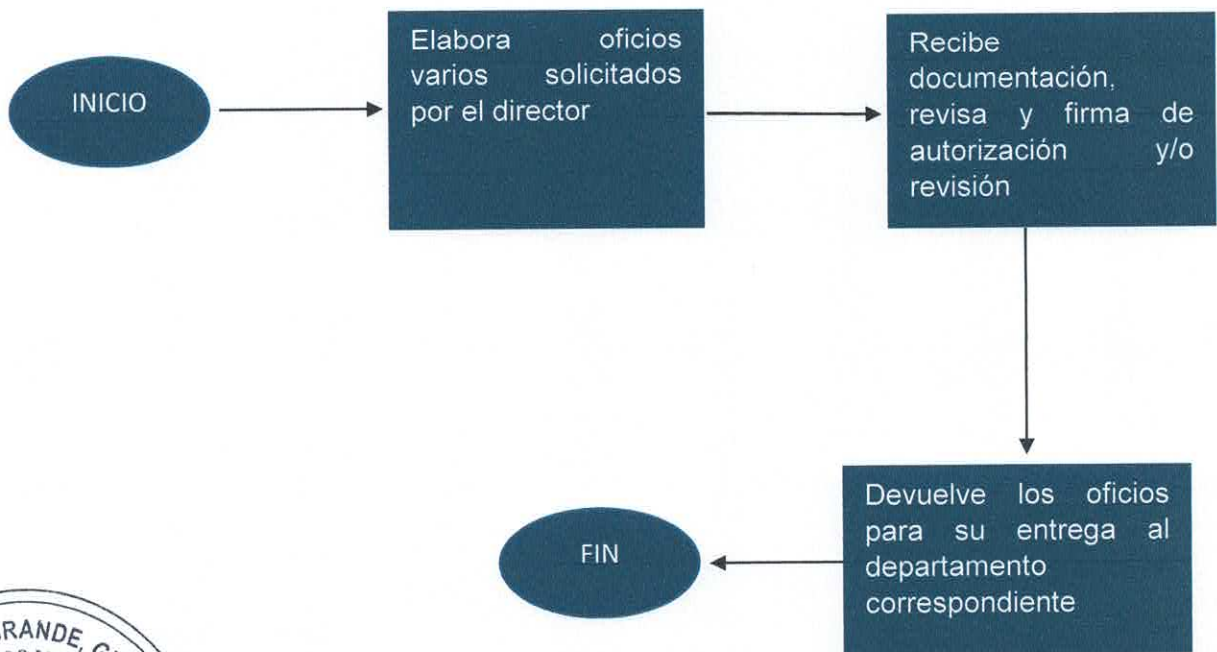 INICIO
Elabora oficios
varios solicitados
por el director
Recibe
documentación,
revisa y firma de
autorización y/o
revisión
Devuelve los oficios
para su entrega al
departamento
correspondiente
FIN
RANDE,